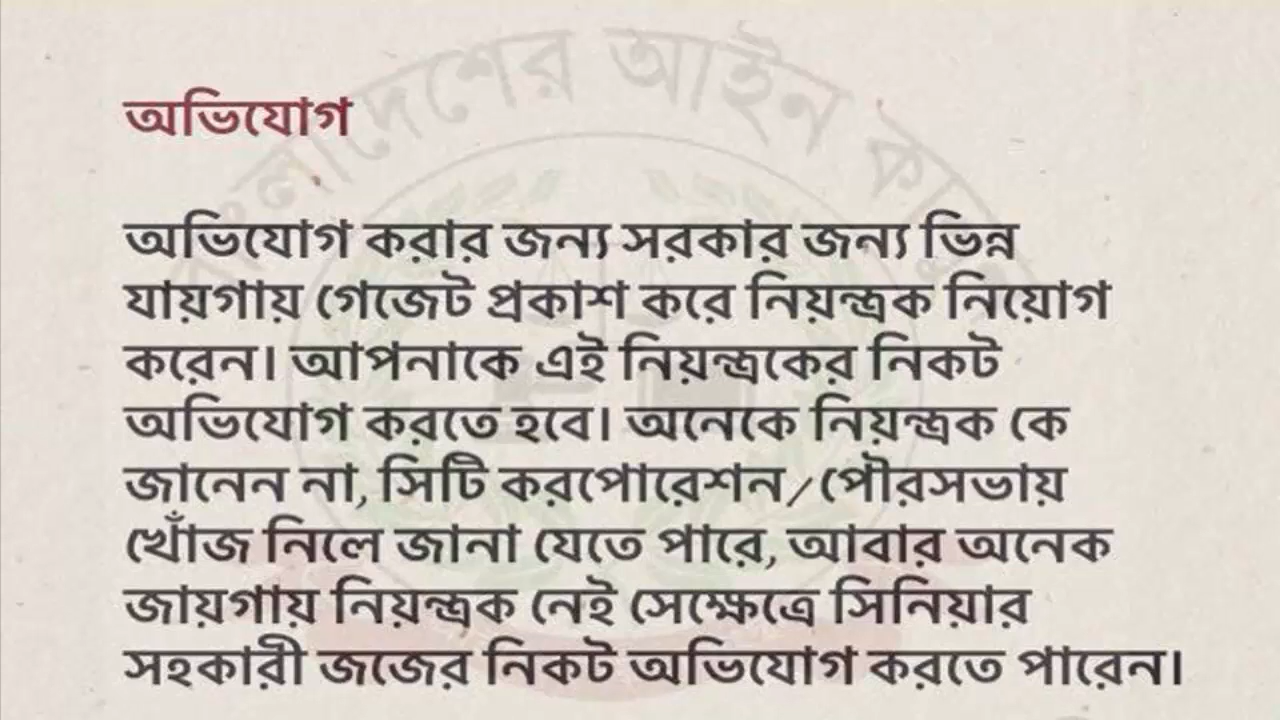 অভিযোগ
অভিযোগ করার জন্য সরকার জন্য ভিন্ন
যায়গায় গেজেট প্রকাশ করে নিয়ন্ত্রক নিয়োগ
করেন। আপনাকে এই নিয়ন্ত্রকের নিকট
অভিযোগ করতে হবে। অনেকে নিয়ন্ত্রক কে
জানেন না, সিটি করপোরেশন/পৌরসভায়
খোঁজ নিলে জানা যেতে পারে, আবার অনেক
জায়গায় নিয়ন্ত্রক নেই সেক্ষেত্রে সিনিয়ার
সহকারী জজের নিকট অভিযোগ করতে পারেন।